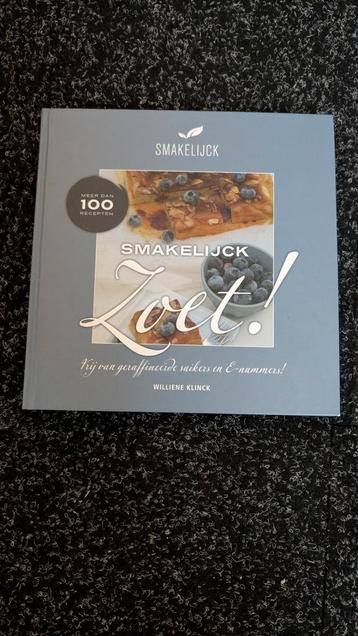 SMAKELIJCK
MEER DAN
100
RECEPTEN
SMAKELIJCK
Zoet!
Vrij van geraffineerde suikers en E-nummers!
WILLIENE KLINCK